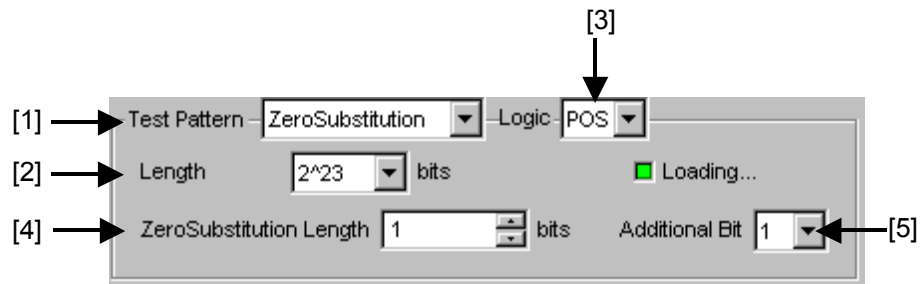 [3]
[1] Test Pattern ZeroSubstitution Logic POS
[2] Length 2^23 bits Loading...
[4] ZeroSubstitution Length 1 bits Additional Bit 1 [5]